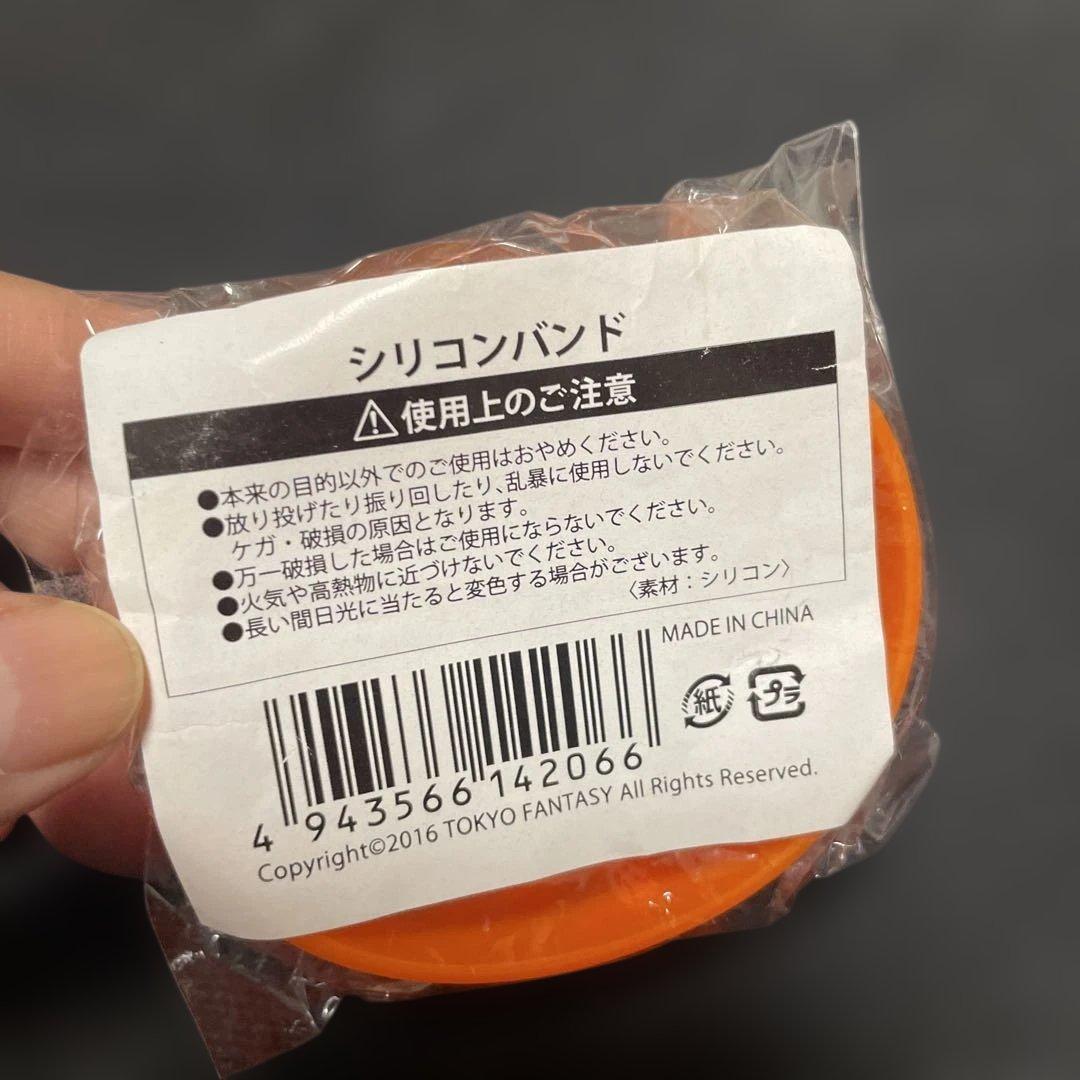 シリコンバンド
⚠使用上のご注意
●本来の目的以外でのご使用はおやめください。
●放り投げたり振り回したり、乱暴に使用しないでください。
ケガ・破損の原因となります。
●万一破損した場合はご使用にならないでください。
●火気や高熱物に近づけないでください。
●長い間日光に当たると変色する場合がございます。
〈素材：シリコン〉
MADE IN CHINA
紙 プラ
4 943566 142066
Copyright©2016 TOKYO FANTASY All Rights Reserved.